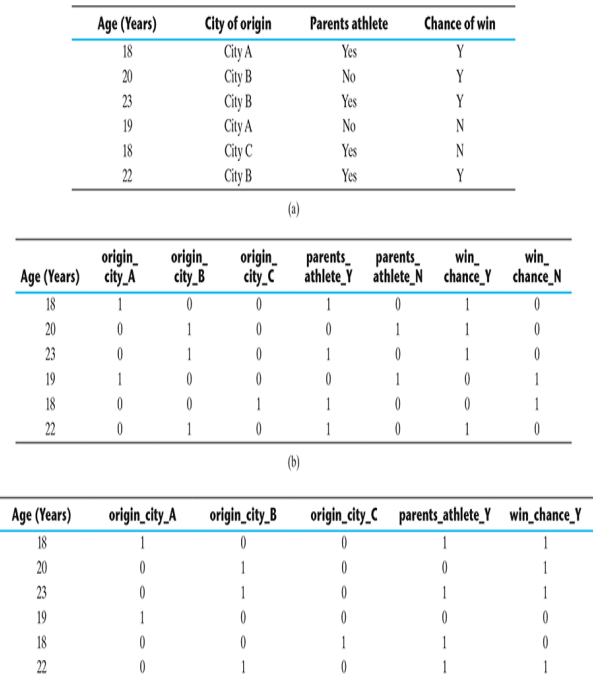 Age (Years) City of origin Parents athlete Chance of win
18 City A Yes Y
20 City B No Y
23 City B Yes Y
19 City A No N
18 City C Yes N
22 City B Yes Y
(a)
origin_ origin_ origin_ parents_ parents_ win_ win_
Age (Years) city_A city_B city_C athlete_Y athlete_N chance_Y chance_N
18 1 0 0 1 0 1 0
20 0 1 0 0 1 1 0
23 0 1 0 1 0 1 0
19 1 0 0 0 1 0 1
18 0 0 1 1 0 0 1
22 0 1 0 1 0 1 0
(b)
Age (Years) origin_city_A origin_city_B origin_city_C parents_athlete_Y win_chance_Y
18 1 0 0 1 1
20 0 1 0 0 1
23 0 1 0 1 1
19 1 0 0 0 0
18 0 0 1 1 0
22 0 1 0 1 1